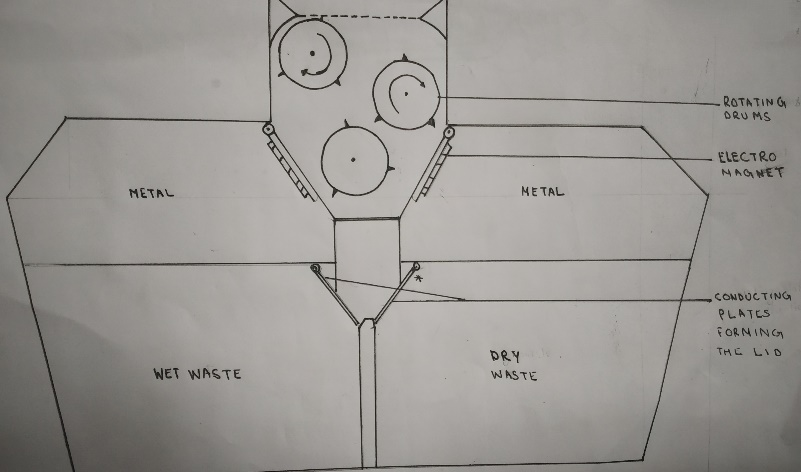 ROTATING
DRUMS
ELECTRO
MAGNET
METAL
METAL
*
CONDUCTING
PLATES
FORMING
THE LID
WET WASTE
DRY
WASTE